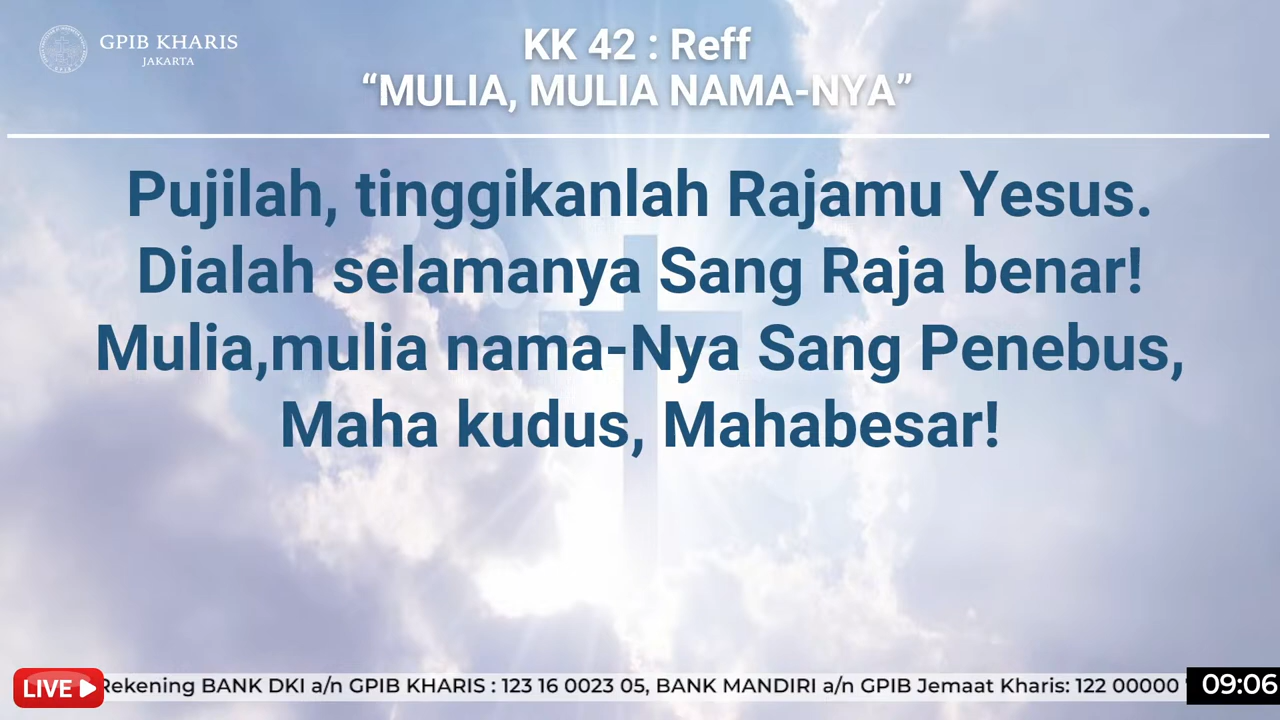 GPIB KHARIS
JAKARTA
KK 42 : Reff
“MULIA, MULIA NAMA-NYA”
Pujilah, tinggikanlah Rajamu Yesus.
Dialah selamanya Sang Raja benar!
Mulia,mulia nama-Nya Sang Penebus,
Maha kudus, Mahabesar!
LIVE
Rekening BANK DKI a/n GPIB KHARIS : 123 16 0023 05, BANK MANDIRI a/n GPIB Jemaat Kharis: 122 00000
09:06